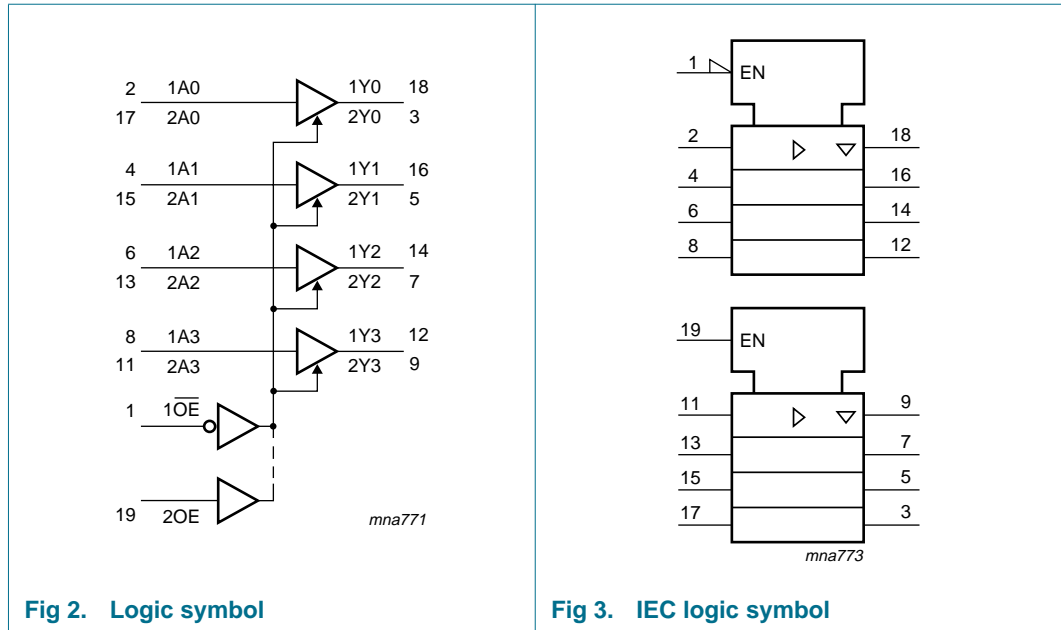 2 1A0 1Y0 18
17 2A0 2Y0 3
4 1A1 1Y1 16
15 2A1 2Y1 5
6 1A2 1Y2 14
13 2A2 2Y2 7
8 1A3 1Y3 12
11 2A3 2Y3 9
1 1O̅E̅
19 2OE
mna771
Fig 2. Logic symbol
1 EN
2 18
4 16
6 14
8 12
19 EN
11 9
13 7
15 5
17 3
mna773
Fig 3. IEC logic symbol